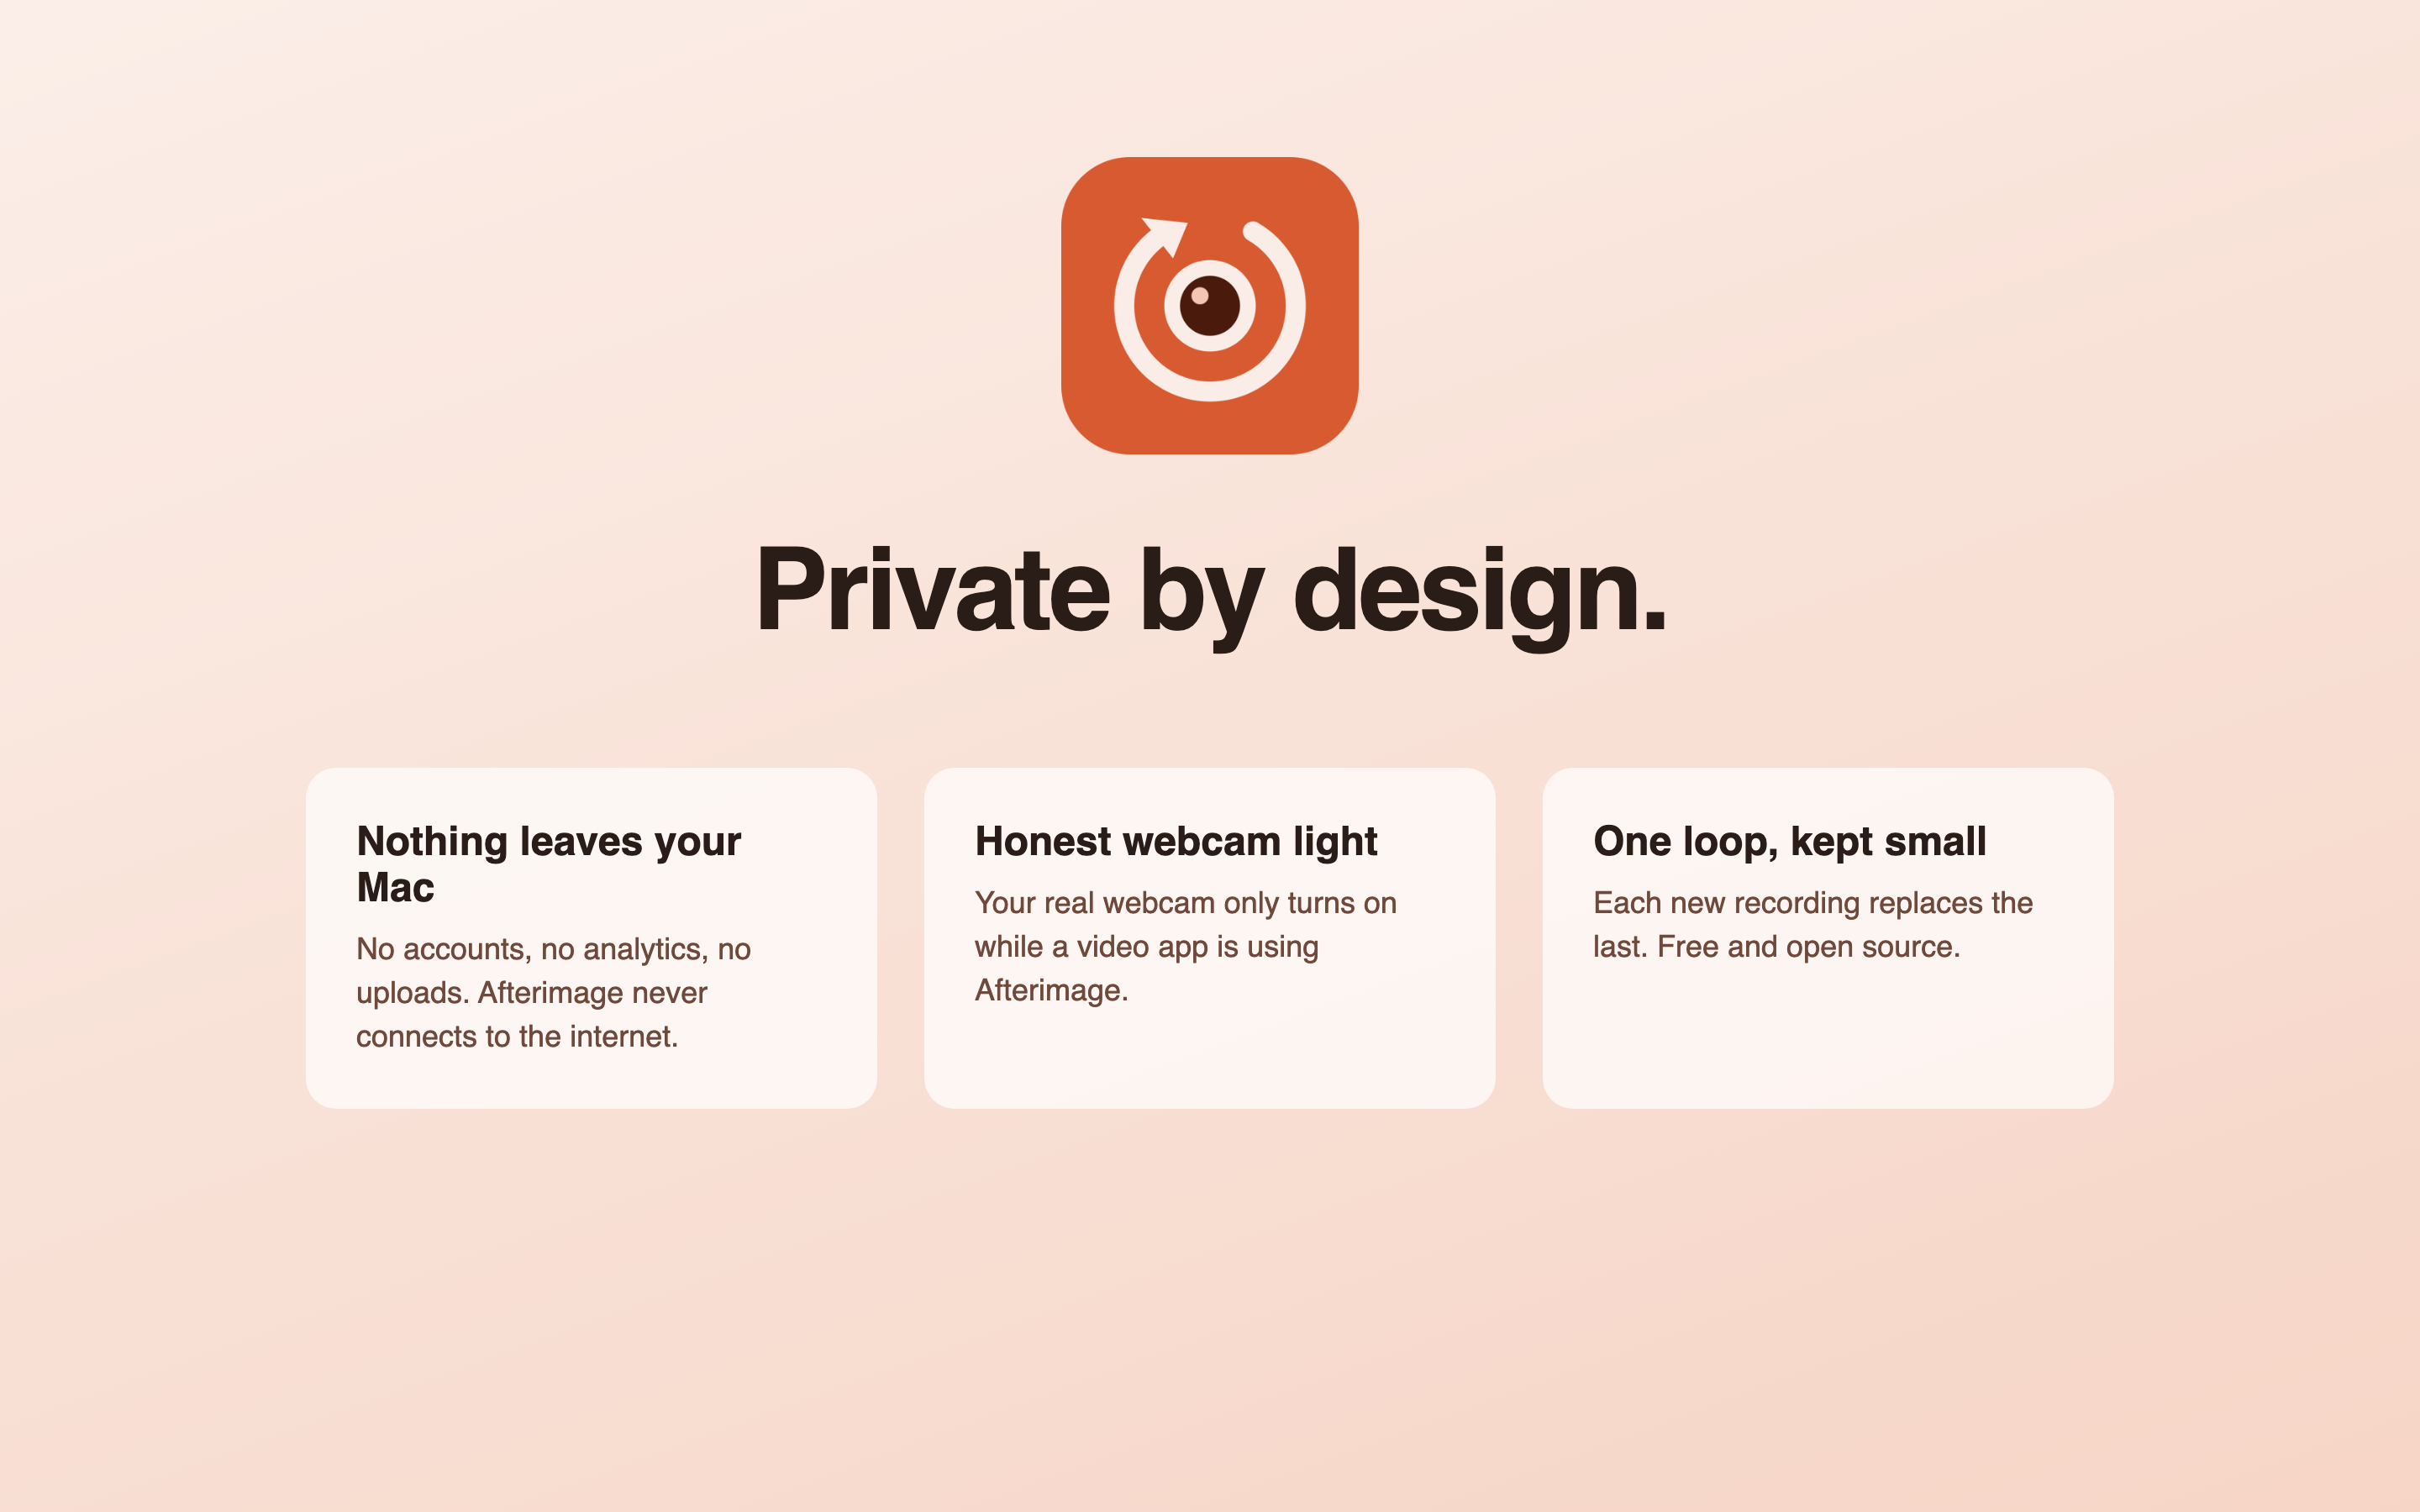 Private by design.
Nothing leaves your
Mac
No accounts, no analytics, no
uploads. Afterimage never
connects to the internet.
Honest webcam light
Your real webcam only turns on
while a video app is using
Afterimage.
One loop, kept small
Each new recording replaces the
last. Free and open source.